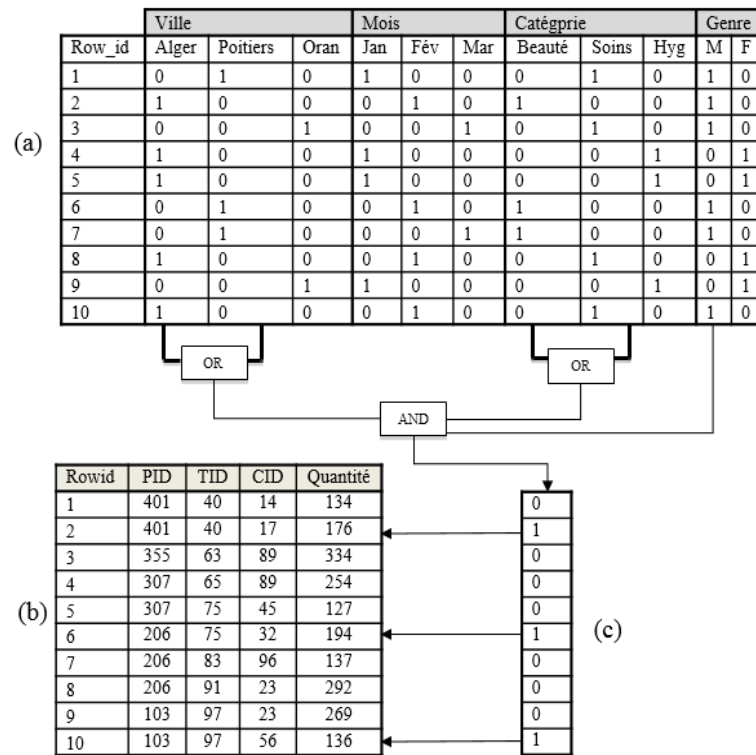 Ville Mois Catégprie Genre
Row_id Alger Poitiers Oran Jan Fév Mar Beauté Soins Hyg M F
1 0 1 0 1 0 0 0 1 0 1 0
2 1 0 0 0 1 0 1 0 0 1 0
(a)
3 0 0 1 0 0 1 0 1 0 1 0
4 1 0 0 1 0 0 0 0 1 0 1
5 1 0 0 1 0 0 0 0 1 0 1
6 0 1 0 0 1 0 1 0 0 1 0
7 0 1 0 0 0 1 1 0 0 1 0
8 1 0 0 0 1 0 0 1 0 0 1
9 0 0 1 1 0 0 0 0 1 0 1
10 1 0 0 0 1 0 0 1 0 1 0
OR OR
AND
Rowid PID TID CID Quantité
1 401 40 14 134 0
2 401 40 17 176 1
3 355 63 89 334 0
4 307 65 89 254 0
5 307 75 45 127 0
(b)
6 206 75 32 194 1
(c)
7 206 83 96 137 0
8 206 91 23 292 0
9 103 97 23 269 0
10 103 97 56 136 1